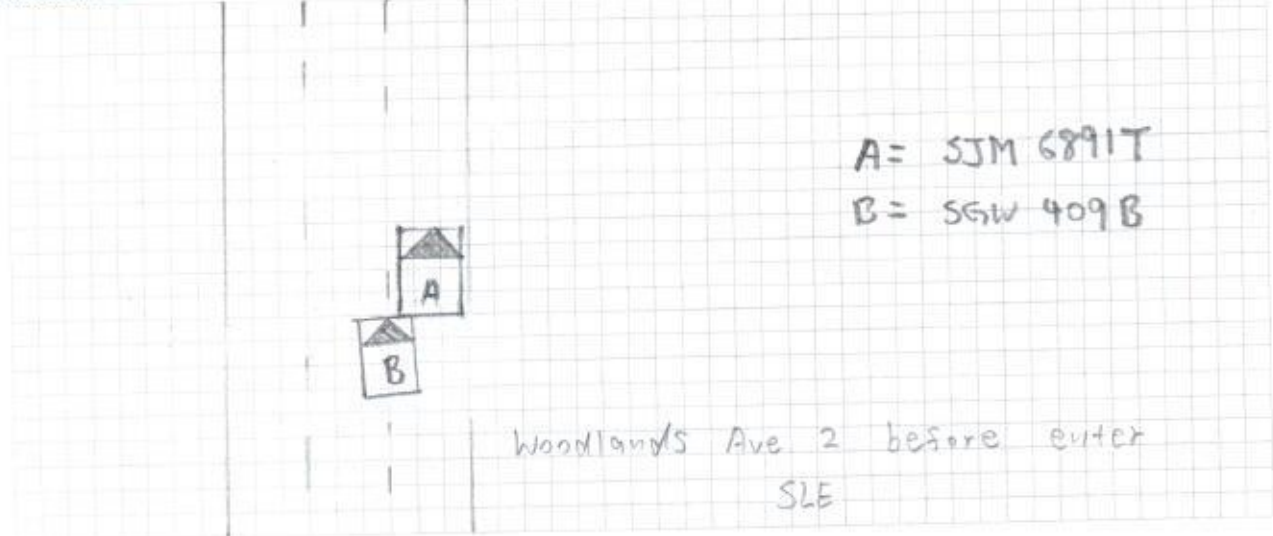 A = SJM 6891T
B = SGW 409B
A
B
Woodlands Ave 2 before enter
SLE